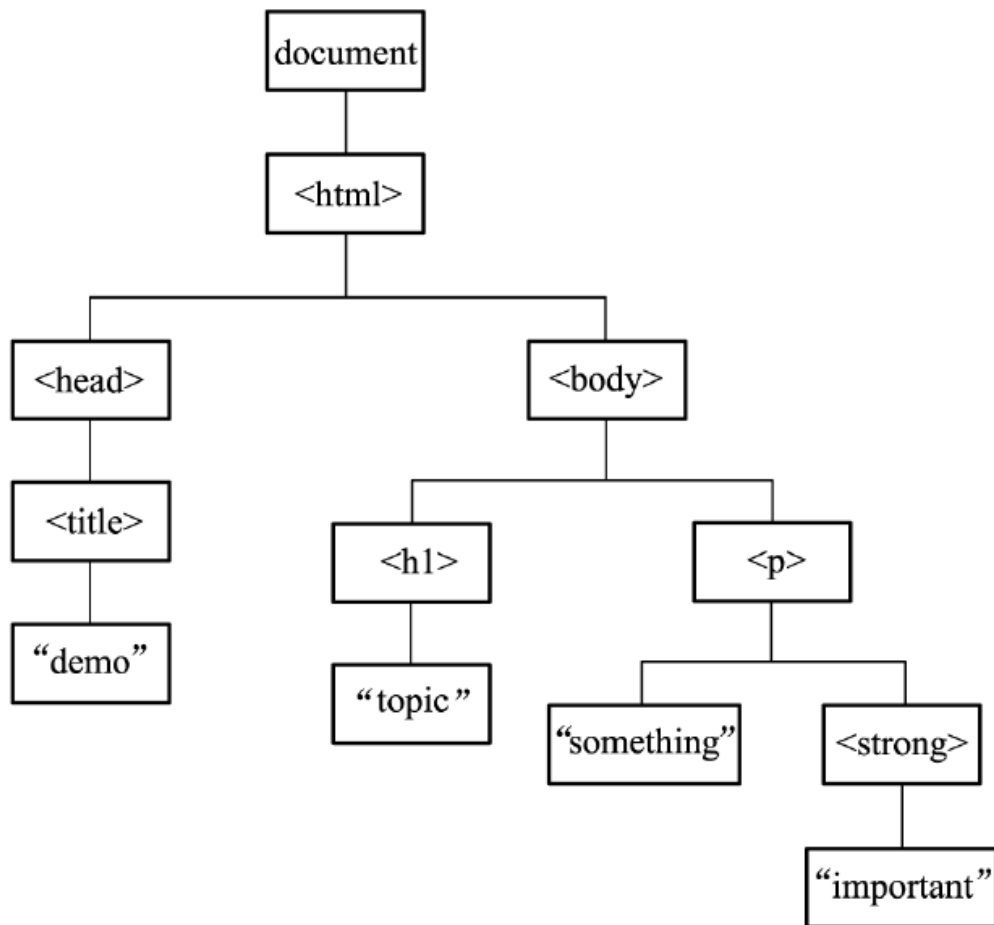 document
<html>
<head>
<body>
<title>
<h1>
<p>
“demo”
“topic”
“something”
<strong>
“important”